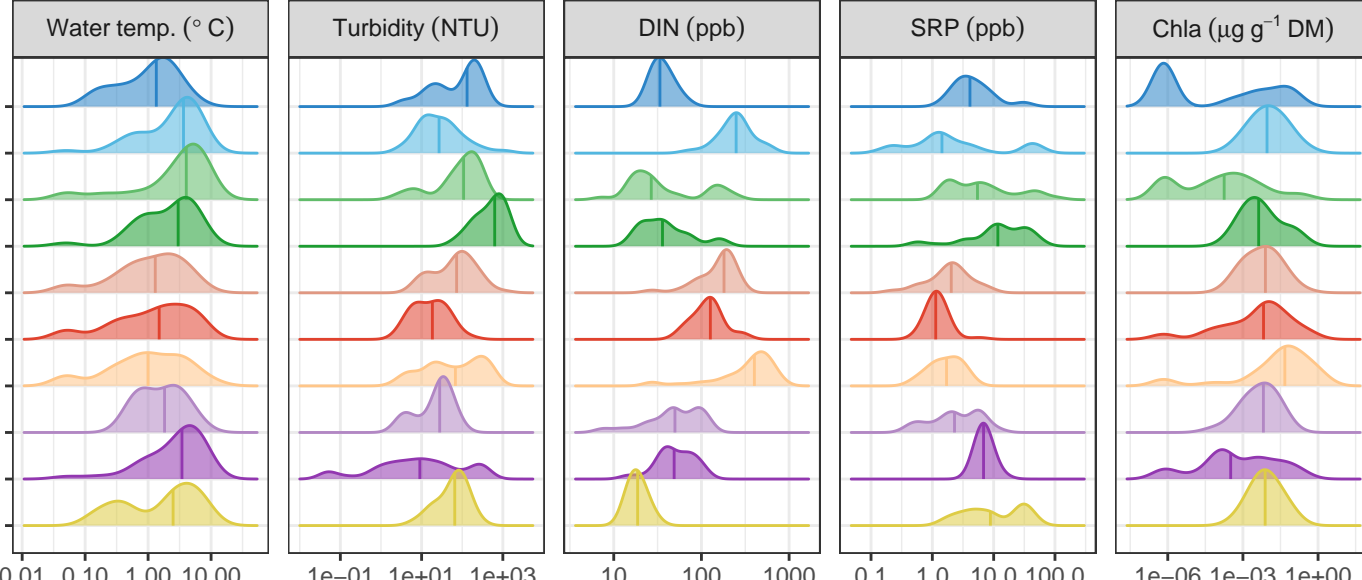 Water temp. (° C) Turbidity (NTU) DIN (ppb) SRP (ppb) Chla (μg g⁻¹ DM)
0.01 0.10 1.00 10.00 1e−01 1e+01 1e+03 10 100 1000 0.1 1.0 10.0 100.0 1e−06 1e−03 1e+00